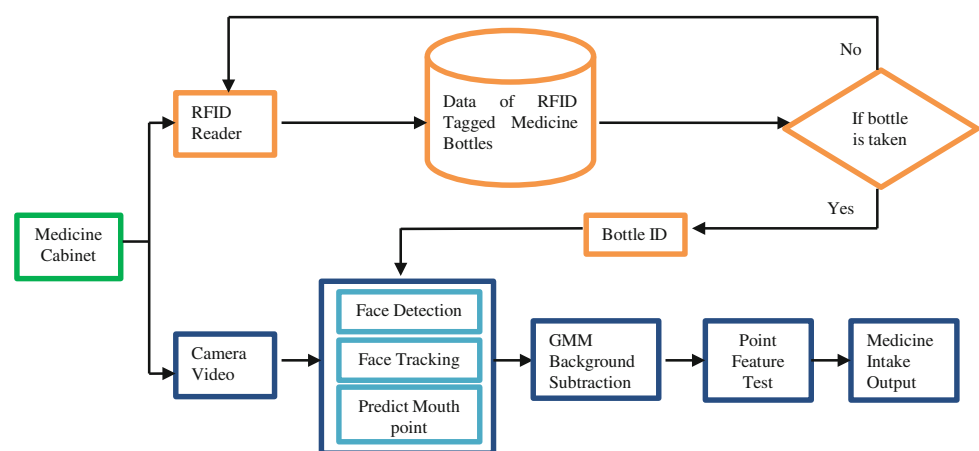 No
RFID
Reader
Data of RFID
Tagged Medicine
Bottles
If bottle
is taken
Yes
Bottle ID
Medicine
Cabinet
Camera
Video
Face Detection
Face Tracking
Predict Mouth
point
GMM
Background
Subtraction
Point
Feature
Test
Medicine
Intake
Output